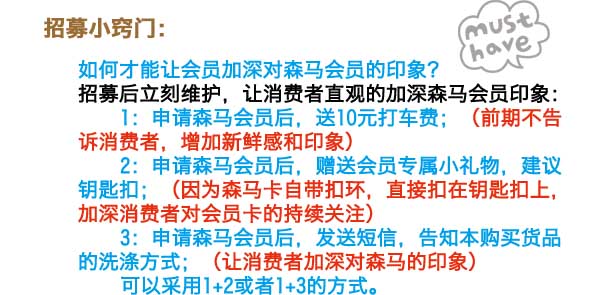 招募小窍门：
must
have
如何才能让会员加深对森马会员的印象？
招募后立刻维护，让消费者直观的加深森马会员印象：
1：申请森马会员后，送10元打车费；（前期不告
诉消费者，增加新鲜感和印象）
2：申请森马会员后，赠送会员专属小礼物，建议
钥匙扣；（因为森马卡自带扣环，直接扣在钥匙扣上，
加深消费者对会员卡的持续关注）
3：申请森马会员后，发送短信，告知本购买货品
的洗涤方式；（让消费者加深对森马的印象）
可以采用1+2或者1+3的方式。